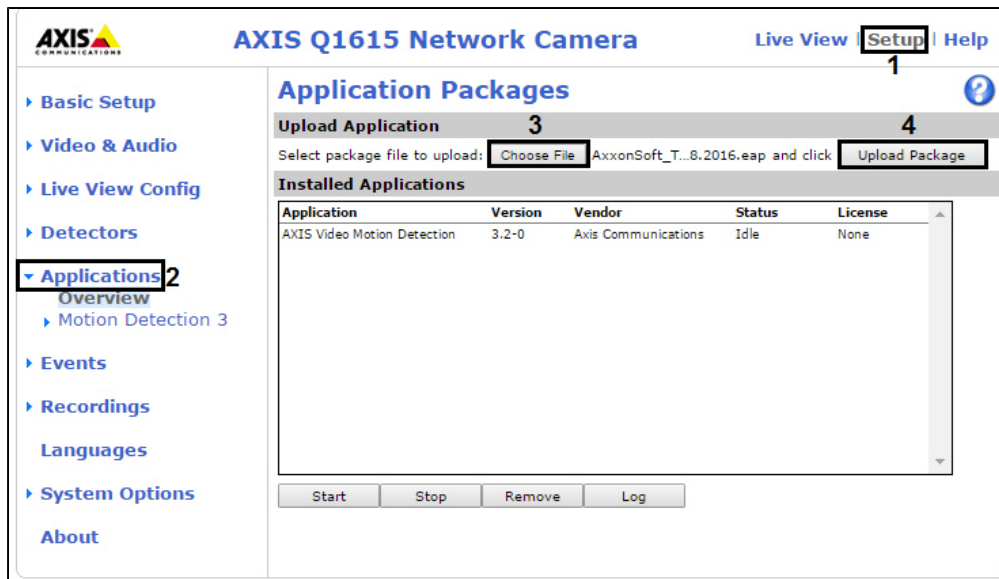 AXIS
COMMUNICATIONS
AXIS Q1615 Network Camera
Live View | Setup | Help
1
Basic Setup
Video & Audio
Live View Config
Detectors
Applications 2
Overview
Motion Detection 3
Events
Recordings
Languages
System Options
About
Application Packages
?
Upload Application 3 4
Select package file to upload: Choose File AxxonSoft_T...8.2016.eap and click Upload Package
Installed Applications
Application Version Vendor Status License
AXIS Video Motion Detection 3.2-0 Axis Communications Idle None
Start Stop Remove Log